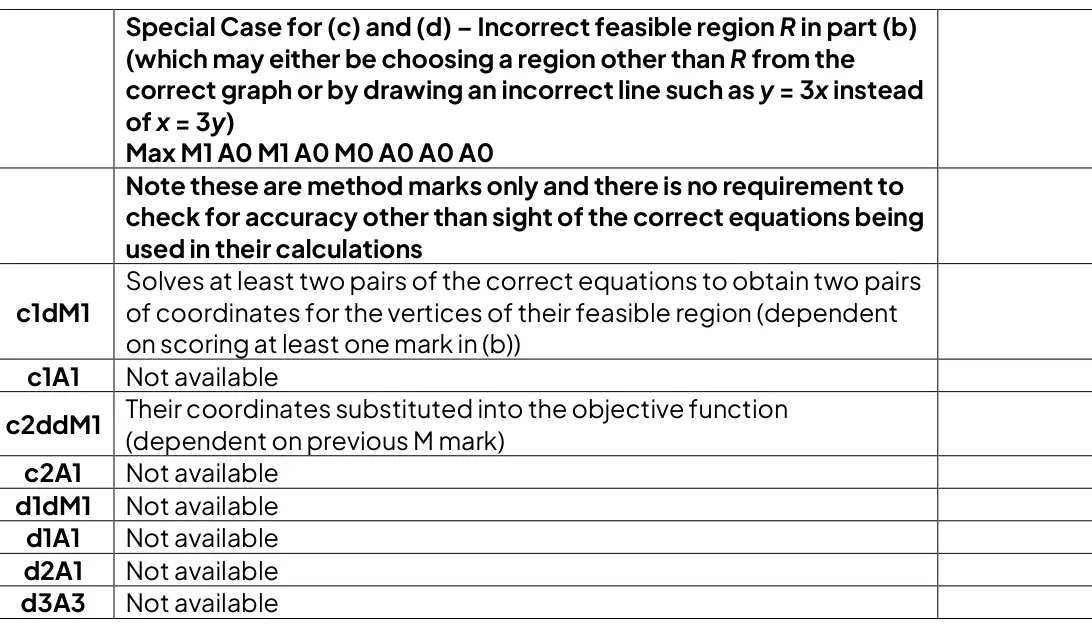 Special Case for (c) and (d) – Incorrect feasible region R in part (b)
(which may either be choosing a region other than R from the
correct graph or by drawing an incorrect line such as y = 3x instead
of x = 3y)
Max M1 A0 M1 A0 M0 A0 A0 A0
Note these are method marks only and there is no requirement to
check for accuracy other than sight of the correct equations being
used in their calculations
c1dM1
Solves at least two pairs of the correct equations to obtain two pairs
of coordinates for the vertices of their feasible region (dependent
on scoring at least one mark in (b))
c1A1 Not available
c2ddM1
Their coordinates substituted into the objective function
(dependent on previous M mark)
c2A1 Not available
d1dM1 Not available
d1A1 Not available
d2A1 Not available
d3A3 Not available